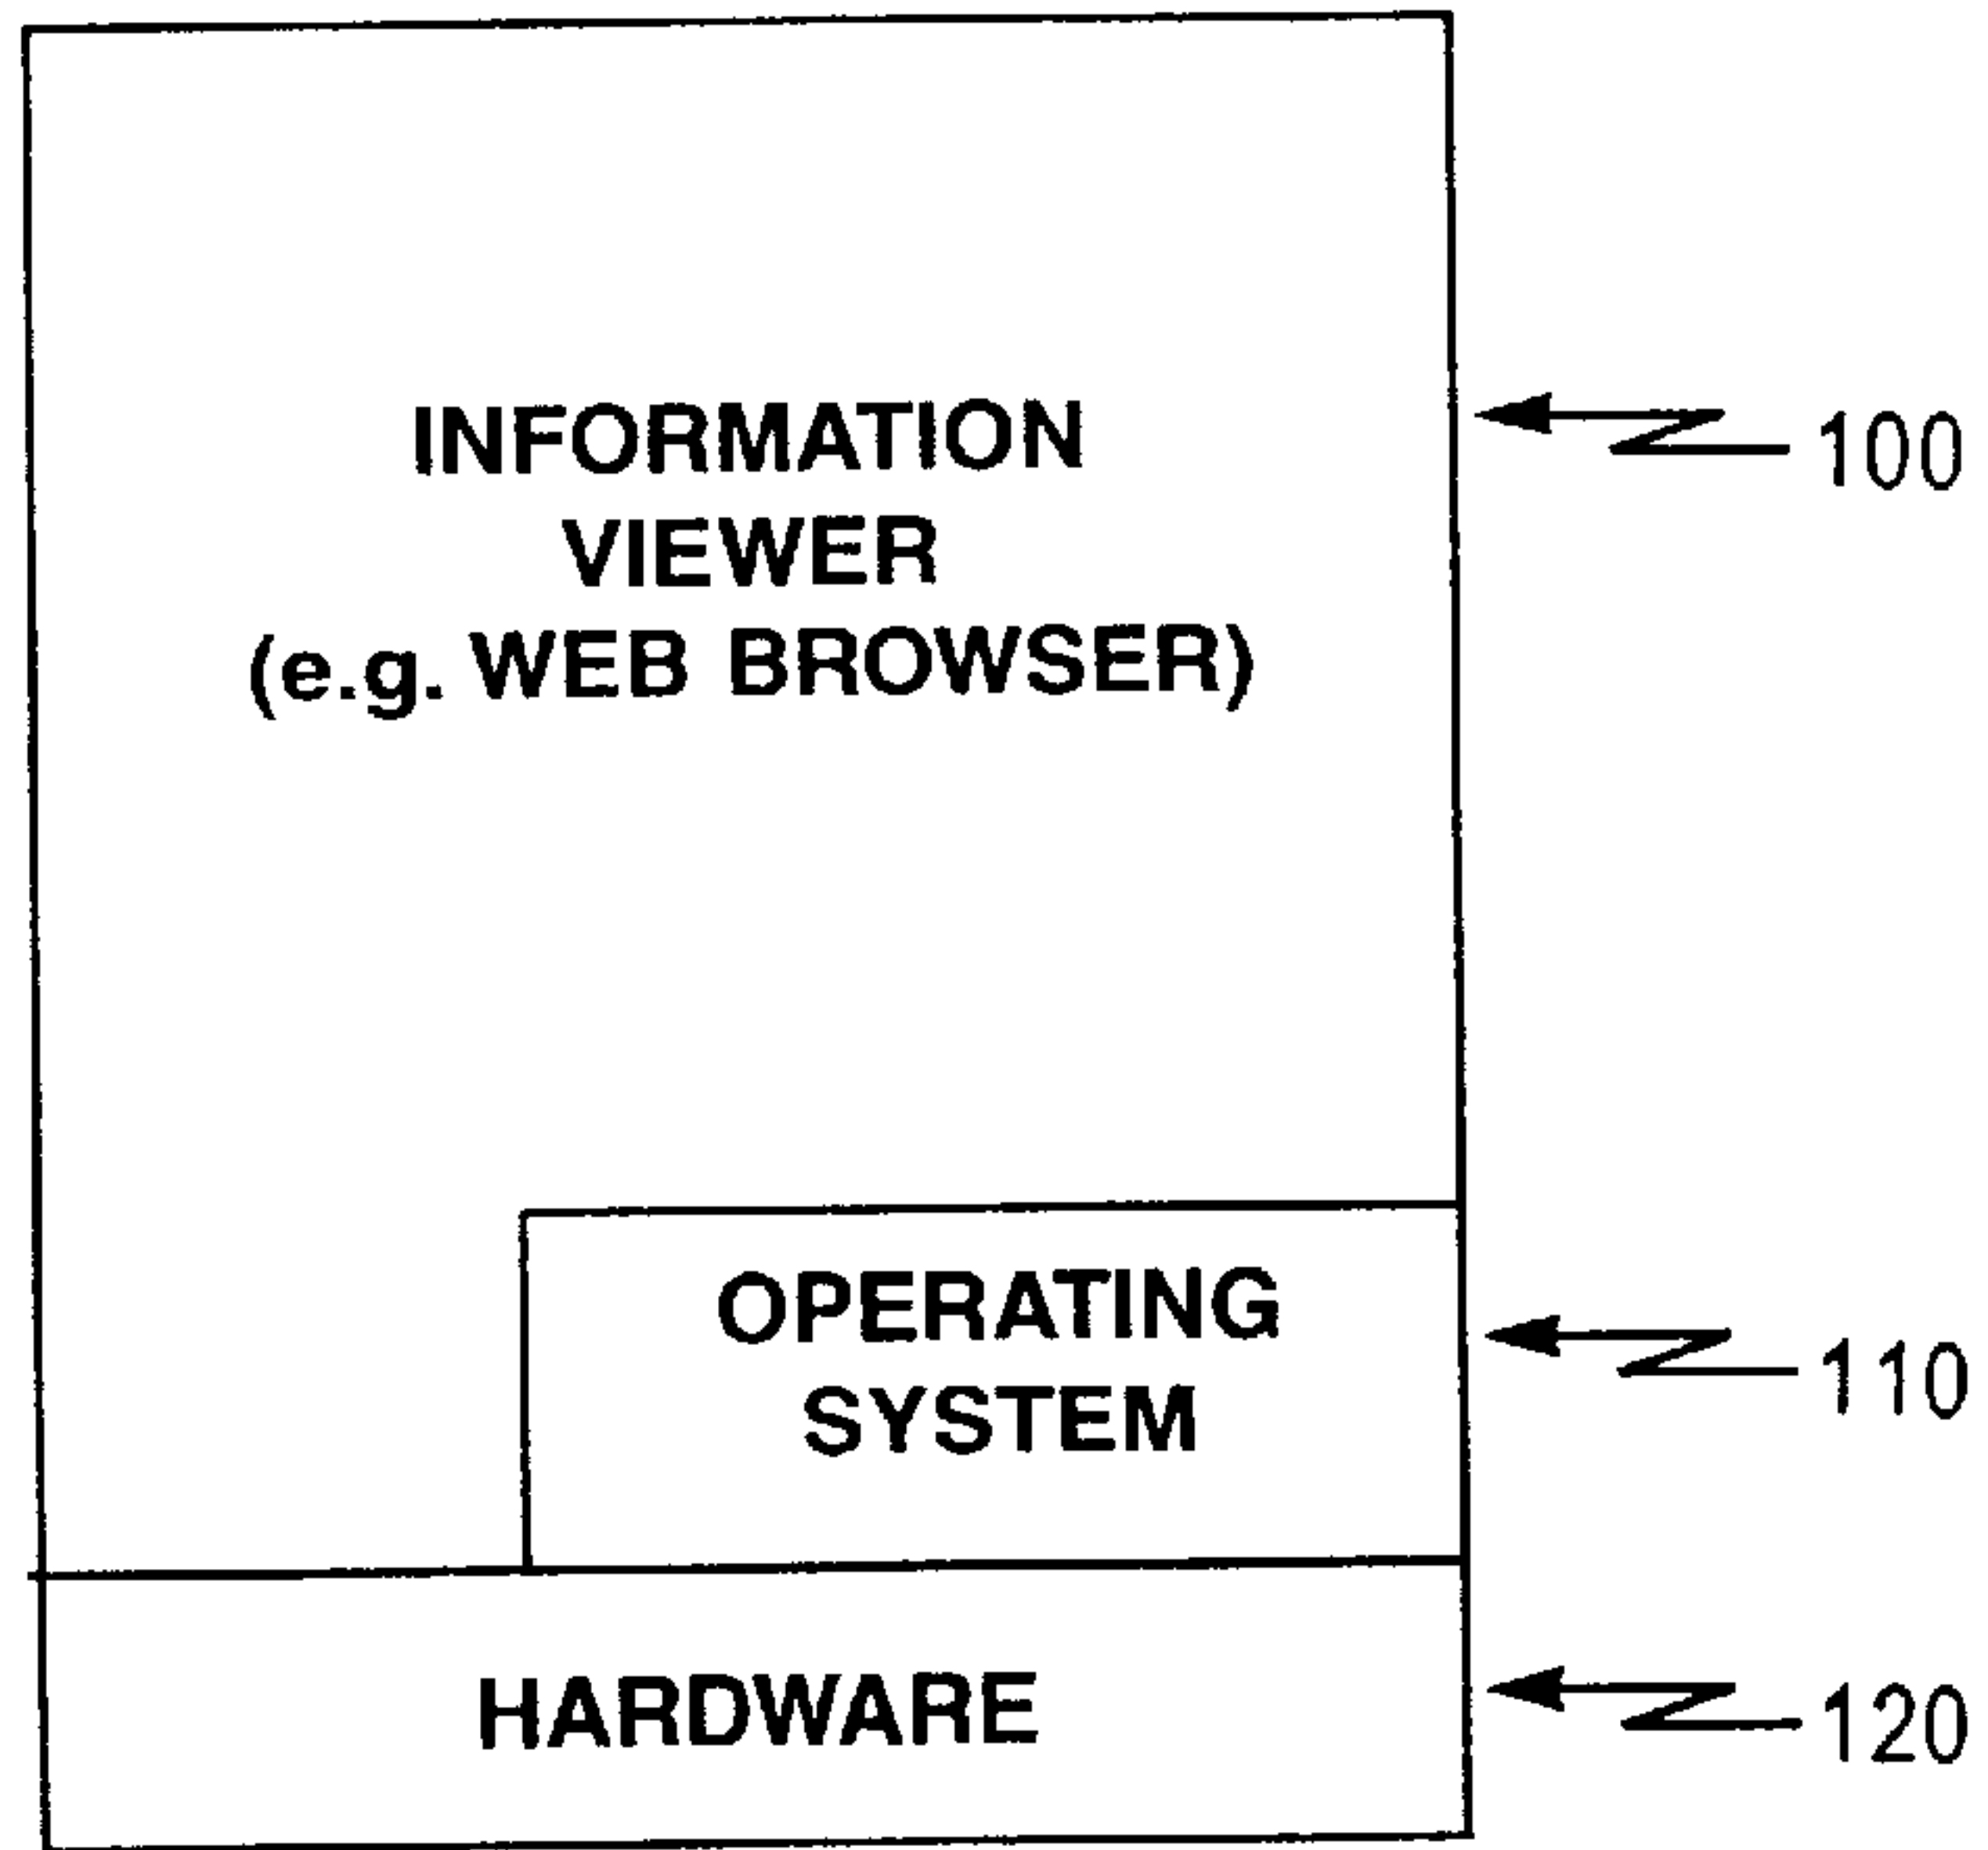 INFORMATION
VIEWER
(e.g. WEB BROWSER)
100
OPERATING
SYSTEM
110
HARDWARE
120